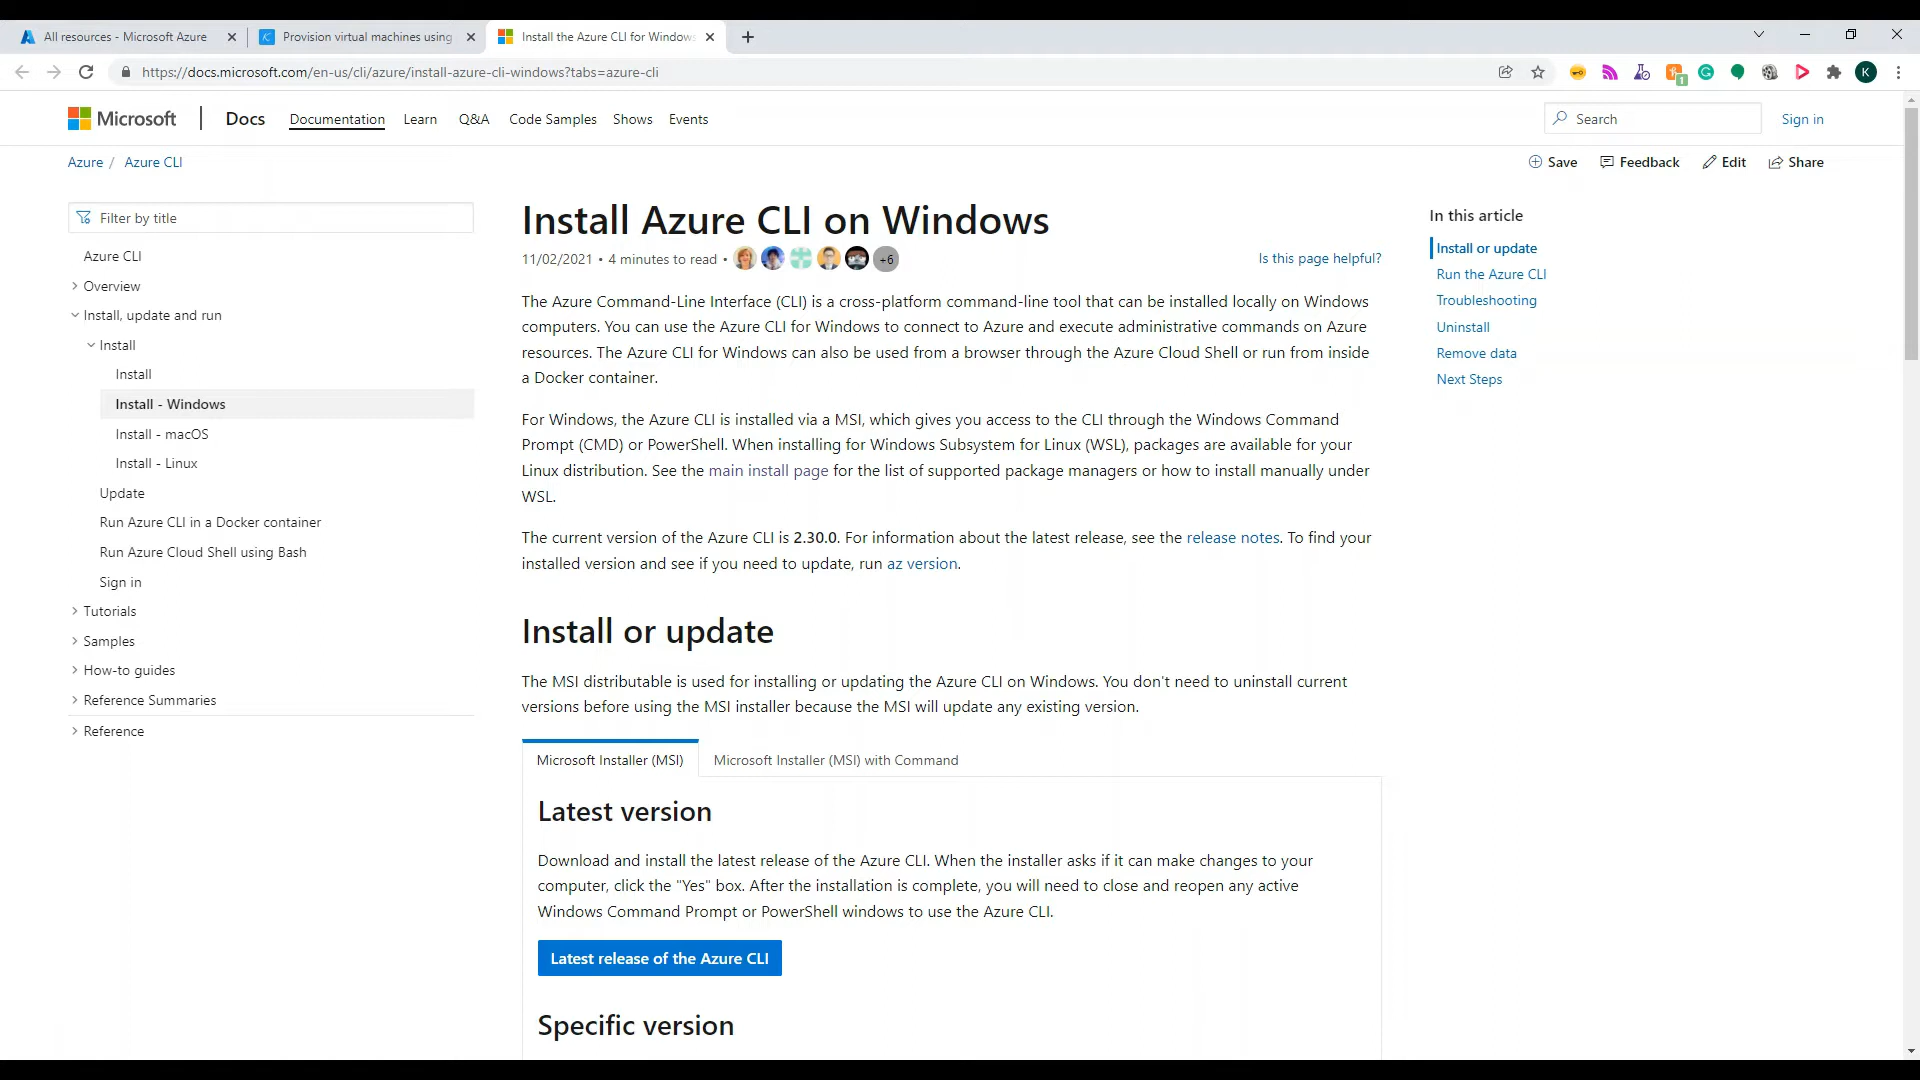 All resources - Microsoft Azure
Provision virtual machines using
Install the Azure CLI for Windows
https://docs.microsoft.com/en-us/cli/azure/install-azure-cli-windows?tabs=azure-cli
1
K
Microsoft
Docs
Documentation
Learn
Q&A
Code Samples
Shows
Events
Search
Sign in
Azure / Azure CLI
Save
Feedback
Edit
Share
Filter by title
Azure CLI
Overview
Install, update and run
Install
Install
Install - Windows
Install - macOS
Install - Linux
Update
Run Azure CLI in a Docker container
Run Azure Cloud Shell using Bash
Sign in
Tutorials
Samples
How-to guides
Reference Summaries
Reference
Install Azure CLI on Windows
11/02/2021 • 4 minutes to read • +6
Is this page helpful?
The Azure Command-Line Interface (CLI) is a cross-platform command-line tool that can be installed locally on Windows
computers. You can use the Azure CLI for Windows to connect to Azure and execute administrative commands on Azure
resources. The Azure CLI for Windows can also be used from a browser through the Azure Cloud Shell or run from inside
a Docker container.
For Windows, the Azure CLI is installed via a MSI, which gives you access to the CLI through the Windows Command
Prompt (CMD) or PowerShell. When installing for Windows Subsystem for Linux (WSL), packages are available for your
Linux distribution. See the main install page for the list of supported package managers or how to install manually under
WSL.
The current version of the Azure CLI is 2.30.0. For information about the latest release, see the release notes. To find your
installed version and see if you need to update, run az version.
Install or update
The MSI distributable is used for installing or updating the Azure CLI on Windows. You don't need to uninstall current
versions before using the MSI installer because the MSI will update any existing version.
Microsoft Installer (MSI)
Microsoft Installer (MSI) with Command
Latest version
Download and install the latest release of the Azure CLI. When the installer asks if it can make changes to your
computer, click the "Yes" box. After the installation is complete, you will need to close and reopen any active
Windows Command Prompt or PowerShell windows to use the Azure CLI.
Latest release of the Azure CLI
Specific version
In this article
Install or update
Run the Azure CLI
Troubleshooting
Uninstall
Remove data
Next Steps